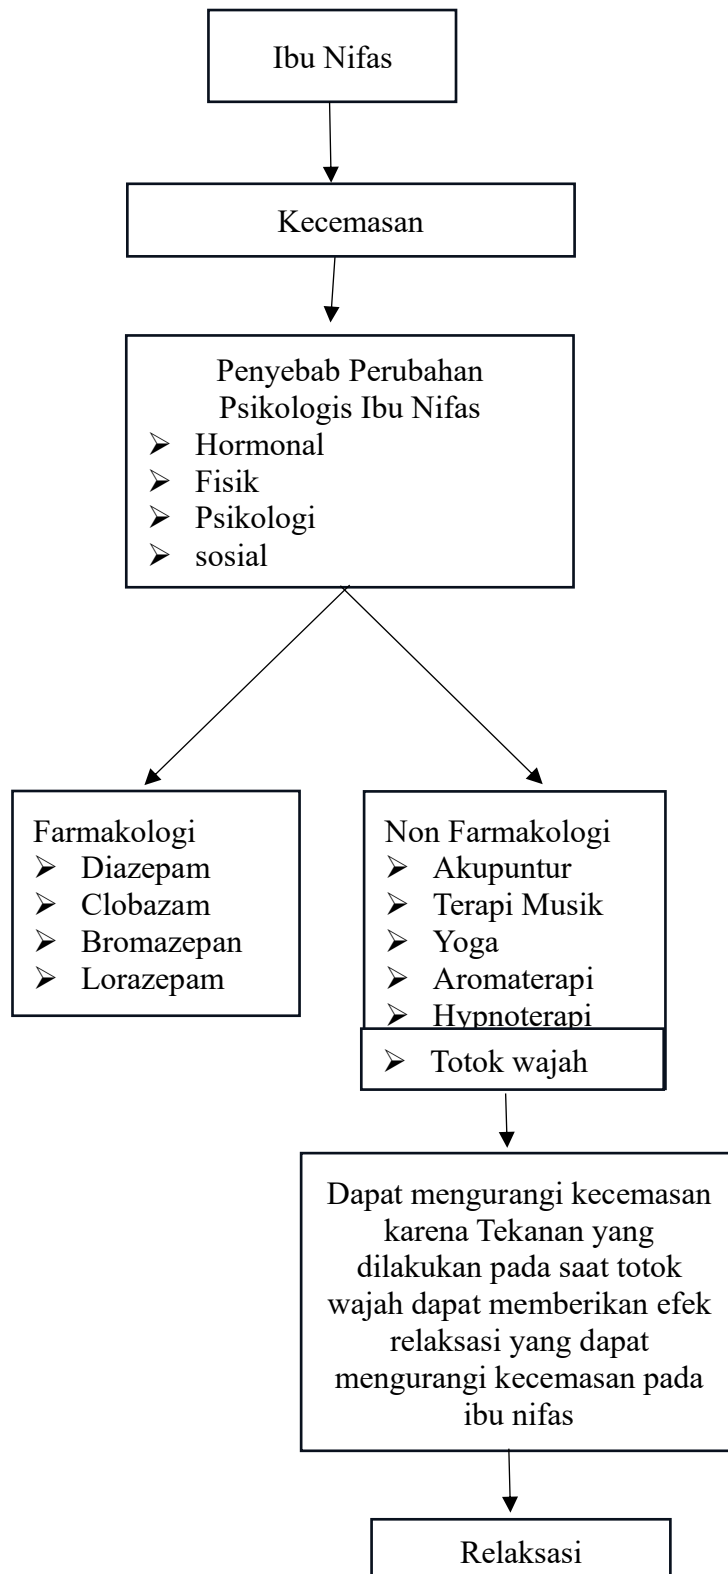 Ibu Nifas
Kecemasan
Penyebab Perubahan
Psikologis Ibu Nifas
➢ Hormonal
➢ Fisik
➢ Psikologi
➢ sosial
Farmakologi
➢ Diazepam
➢ Clobazam
➢ Bromazepan
➢ Lorazepam
Non Farmakologi
➢ Akupuntur
➢ Terapi Musik
➢ Yoga
➢ Aromaterapi
➢ Hypnoterapi
➢ Totok wajah
Dapat mengurangi kecemasan
karena Tekanan yang
dilakukan pada saat totok
wajah dapat memberikan efek
relaksasi yang dapat
mengurangi kecemasan pada
ibu nifas
Relaksasi